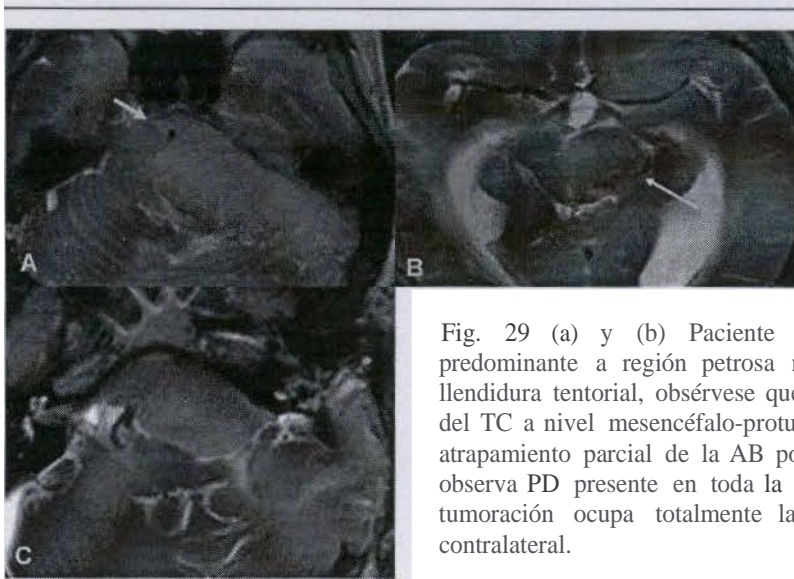 A
B
C
Fig. 29 (a) y (b) Paciente
predominante a región petrosa
llendidura tentorial, obsérvese que
del TC a nivel mesencéfalo-protu
atrapamiento parcial de la AB po
observa PD presente en toda la
tumoración ocupa totalmente la
contralateral.